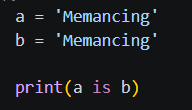 a = 'Memancing'
b = 'Memancing'
print(a is b)